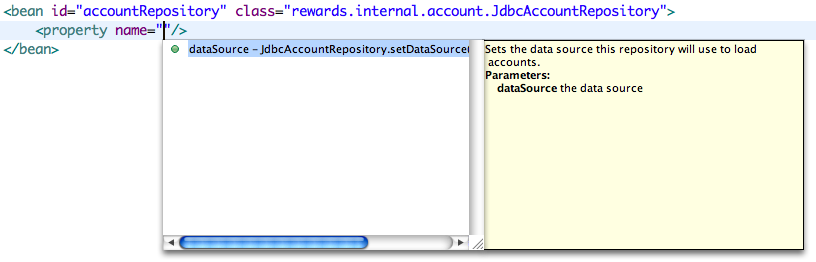 <bean id="accountRepository" class="rewards.internal.account.JdbcAccountRepository">
<property name=""/>
</bean>
dataSource – JdbcAccountRepository.setDataSource(
Sets the data source this repository will use to load
accounts.
Parameters:
dataSource the data source